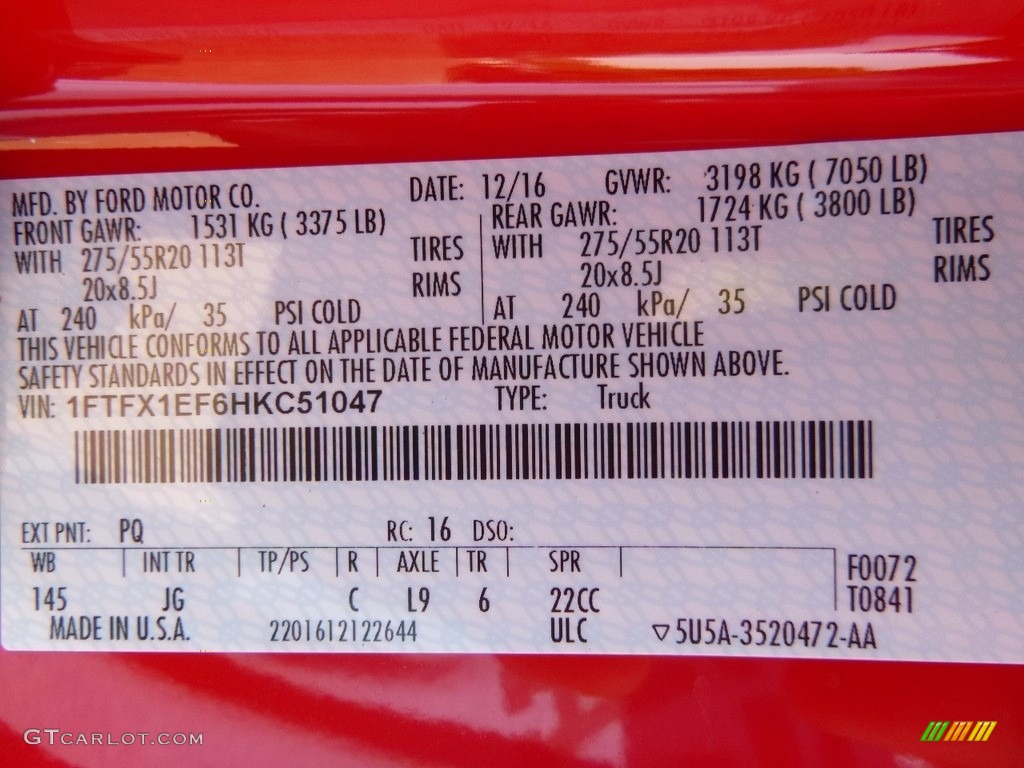 MFD. BY FORD MOTOR CO. DATE: 12/16 GVWR: 3198 KG ( 7050 LB)
FRONT GAWR: 1531 KG ( 3375 LB) REAR GAWR: 1724 KG ( 3800 LB)
WITH 275/55R20 113T TIRES WITH 275/55R20 113T TIRES
20x8.5J RIMS 20x8.5J RIMS
AT 240 kPa/ 35 PSI COLD AT 240 kPa/ 35 PSI COLD
THIS VEHICLE CONFORMS TO ALL APPLICABLE FEDERAL MOTOR VEHICLE
SAFETY STANDARDS IN EFFECT ON THE DATE OF MANUFACTURE SHOWN ABOVE.
VIN: 1FTFX1EF6HKC51047 TYPE: Truck
EXT PNT: PQ RC: 16 DSO:
WB INT TR TP/PS R AXLE TR SPR F0072
145 JG C L9 6 22CC T0841
MADE IN U.S.A. 2201612122644 ULC ▽5U5A-3520472-AA
GTCARLOT.COM